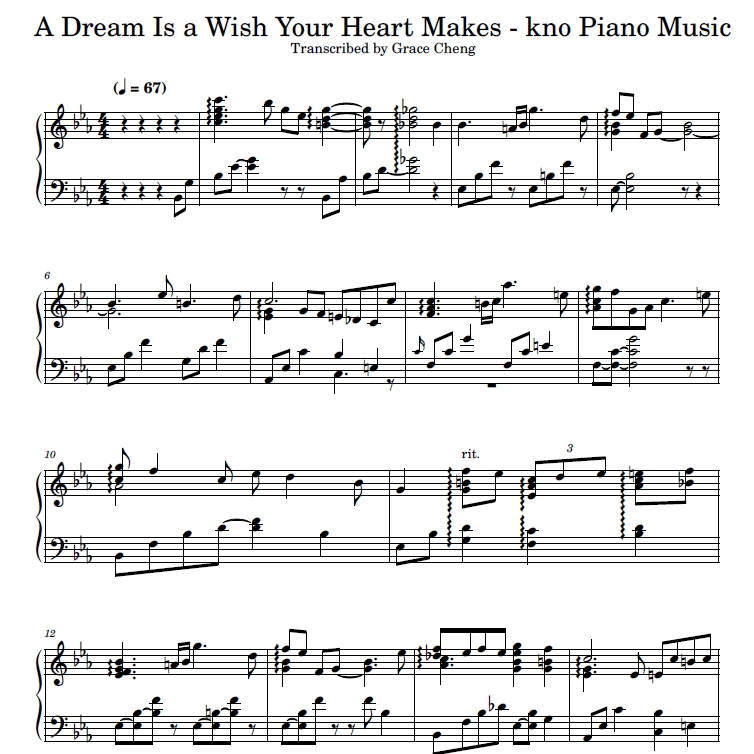 A Dream Is a Wish Your Heart Makes - kno Piano Music
Transcribed by Grace Cheng
(♩ = 67)
6
10
rit.
3
12